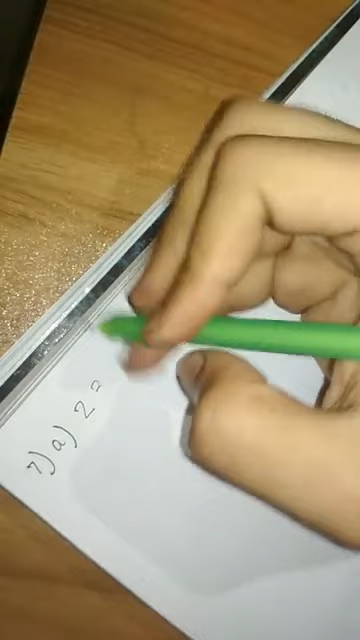 7) a) 2 =